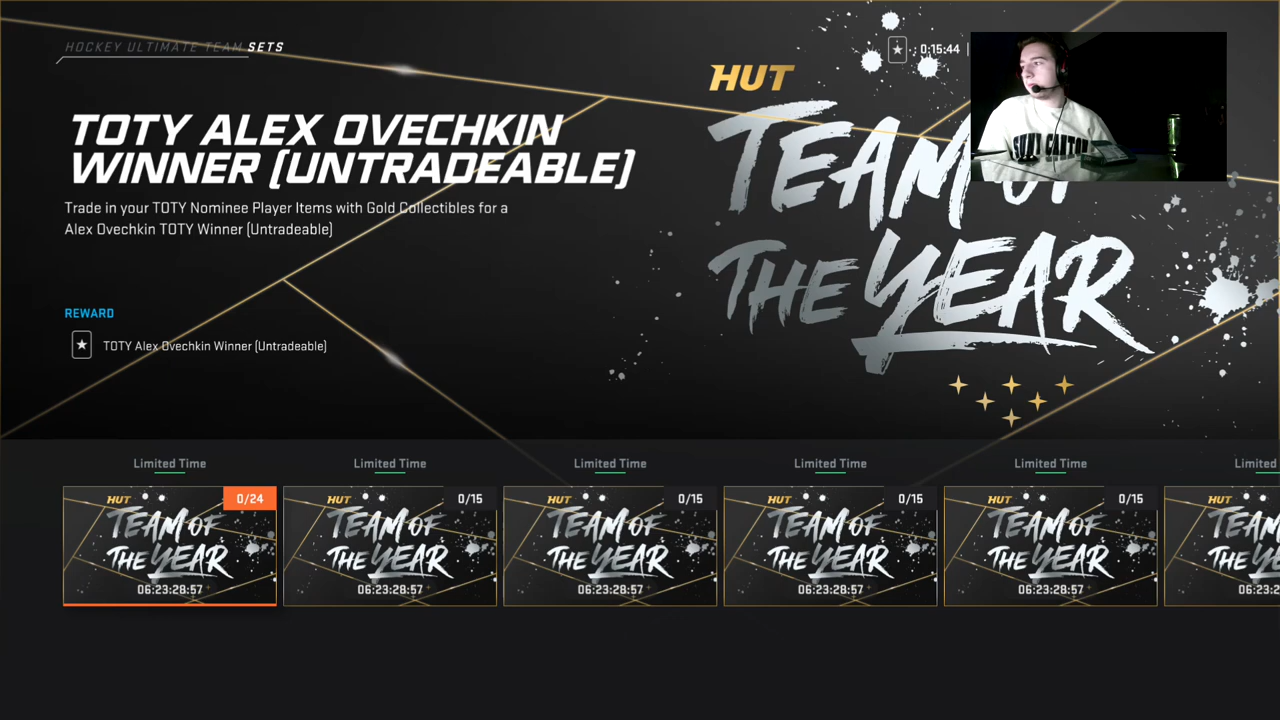 HOCKEY ULTIMATE TEAM SETS
0:15:44 |
HUT
TEAM OF
THE YEAR
TOTY ALEX OVECHKIN
WINNER (UNTRADEABLE)
Trade in your TOTY Nominee Player Items with Gold Collectibles for a
Alex Ovechkin TOTY Winner (Untradeable)
REWARD
TOTY Alex Ovechkin Winner (Untradeable)
SUNY CANTON
Limited Time
Limited Time
Limited Time
Limited Time
Limited Time
Limited
HUT
0/24
TEAM OF
THE YEAR
06:23:28:57
HUT
0/15
TEAM OF
THE YEAR
06:23:28:57
HUT
0/15
TEAM OF
THE YEAR
06:23:28:57
HUT
0/15
TEAM OF
THE YEAR
06:23:28:57
HUT
0/15
TEAM OF
THE YEAR
06:23:28:57
HUT
TEAM
THE YEA
06:23:2